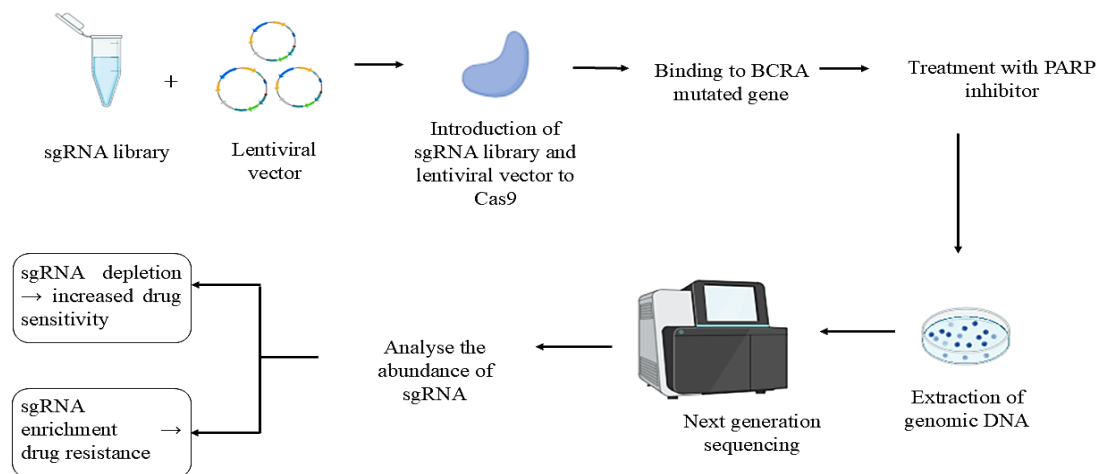 sgRNA library
+
Lentiviral
vector
Introduction of
sgRNA library and
lentiviral vector to
Cas9
Binding to BCRA
mutated gene
Treatment with PARP
inhibitor
Extraction of
genomic DNA
Next generation
sequencing
Analyse the
abundance of
sgRNA
sgRNA depletion
→ increased drug
sensitivity
sgRNA
enrichment →
drug resistance